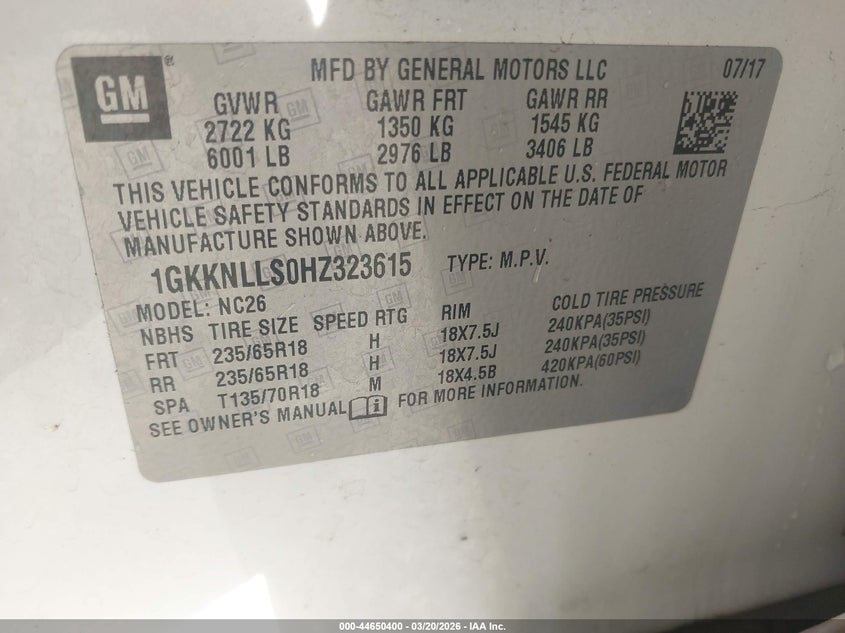 GM ® MFD BY GENERAL MOTORS LLC 07/17
GVWR GAWR FRT GAWR RR
2722 KG 1350 KG 1545 KG
6001 LB 2976 LB 3406 LB
THIS VEHICLE CONFORMS TO ALL APPLICABLE U.S. FEDERAL MOTOR
VEHICLE SAFETY STANDARDS IN EFFECT ON THE DATE OF
MANUFACTURE SHOWN ABOVE.
1GKKNLLS0HZ323615 TYPE: M.P.V.
MODEL: NC26
NBHS TIRE SIZE SPEED RTG RIM COLD TIRE PRESSURE
FRT 235/65R18 H 18X7.5J 240KPA(35PSI)
RR 235/65R18 H 18X7.5J 240KPA(35PSI)
SPA T135/70R18 M 18X4.5B 420KPA(60PSI)
SEE OWNER'S MANUAL FOR MORE INFORMATION.
000-44650400 - 03/20/2026 - IAA Inc.